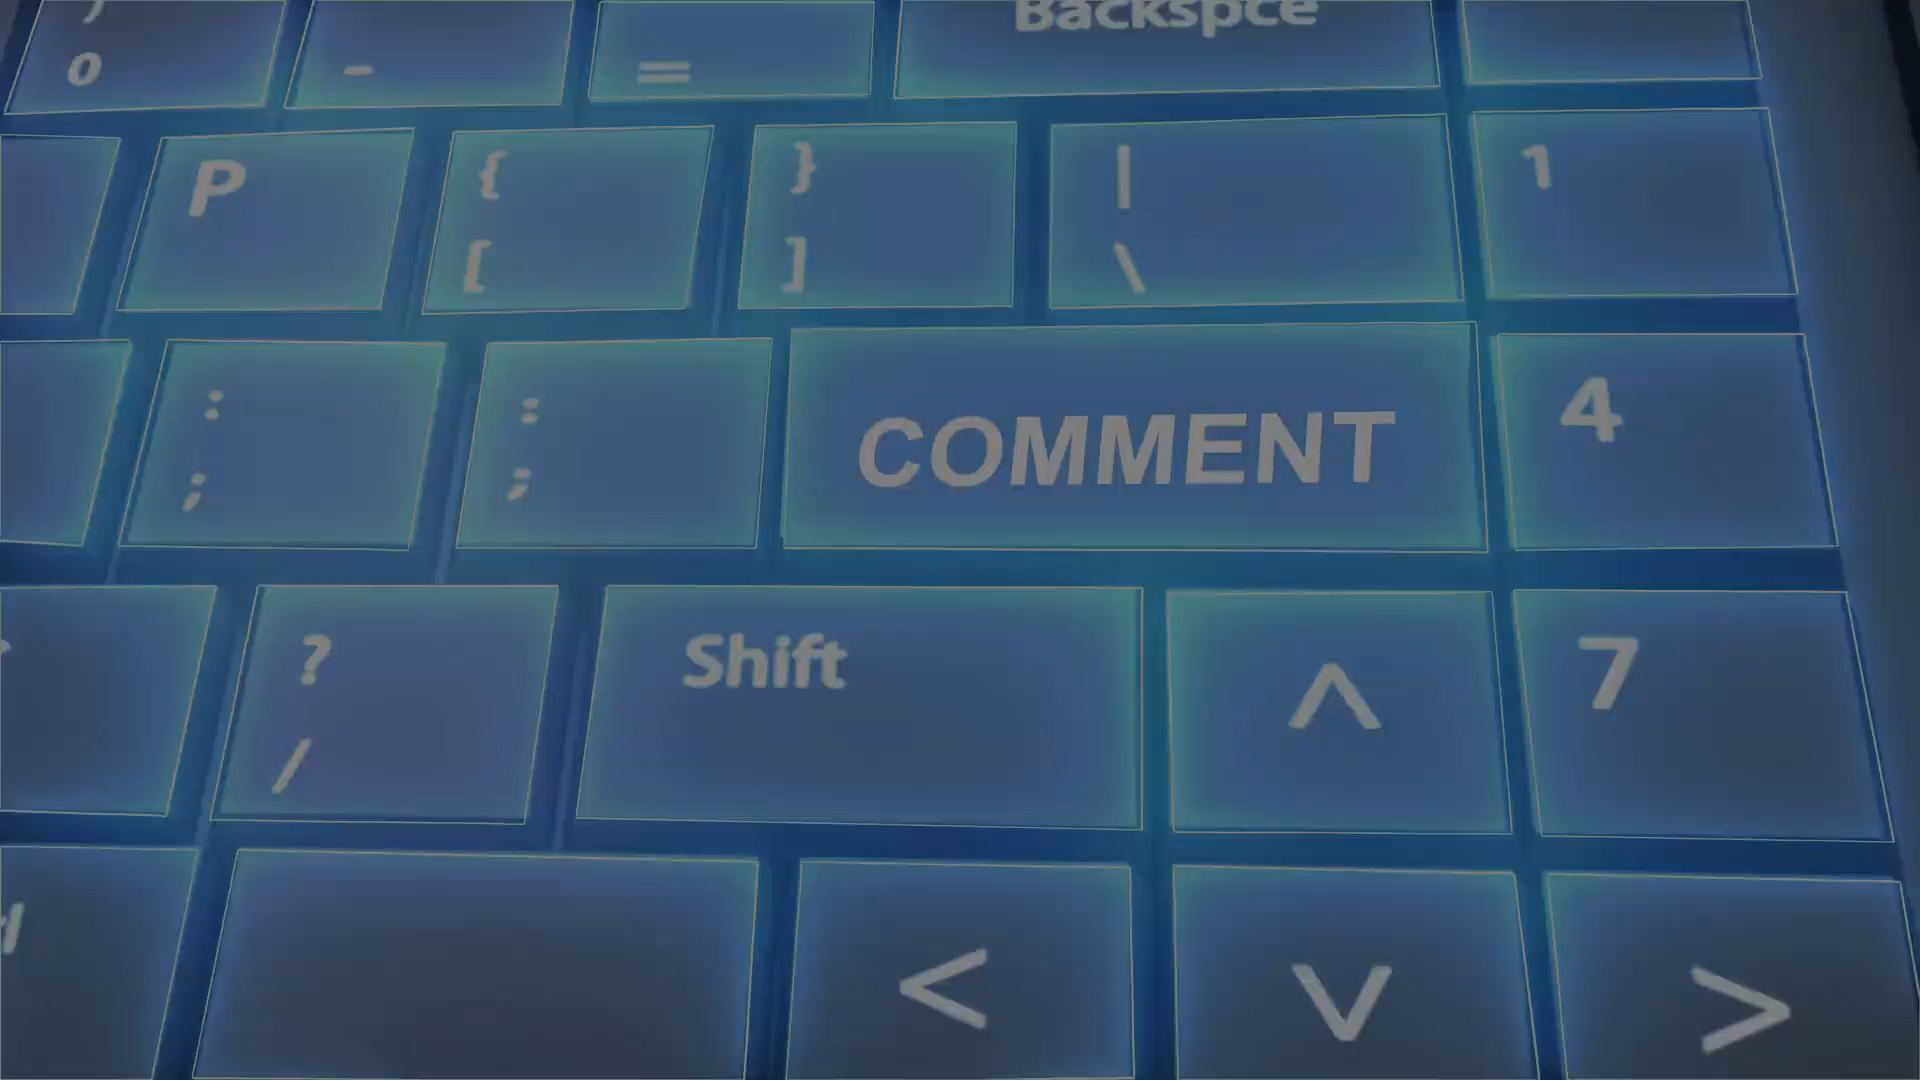 Backspce
0 - =
P { } | 1
[ ] \
: : COMMENT 4
; ;
? Shift ^ 7
/
< V >